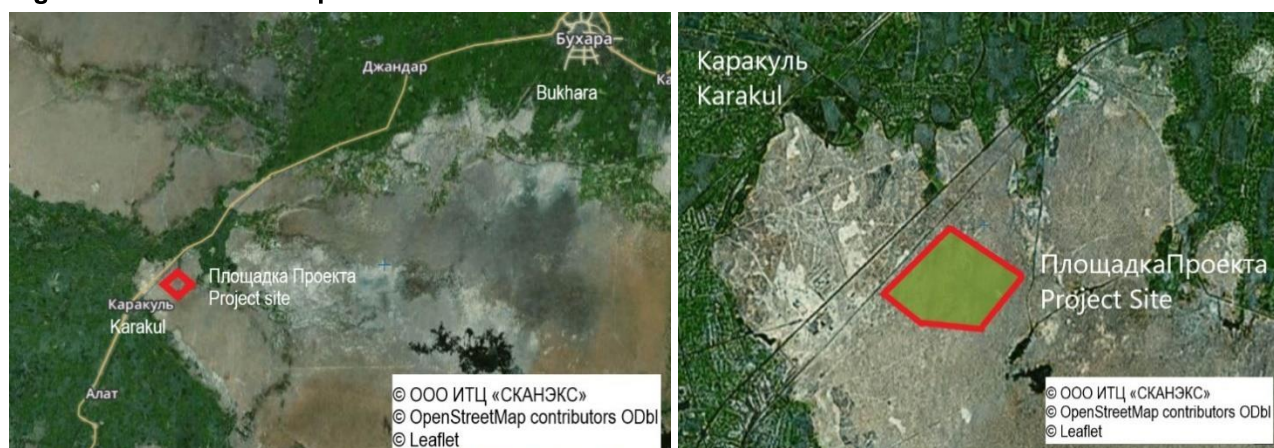 Бухара
Джандар
Bukhara
Площадка Проекта
Project site
Каракуль
Karakul
Алат
© ООО ИТЦ «СКАНЭКС»
© OpenStreetMap contributors ODbl
© Leaflet
Каракуль
Karakul
ПлощадкаПроекта
Project Site
© ООО ИТЦ «СКАНЭКС»
© OpenStreetMap contributors ODbl
© Leaflet